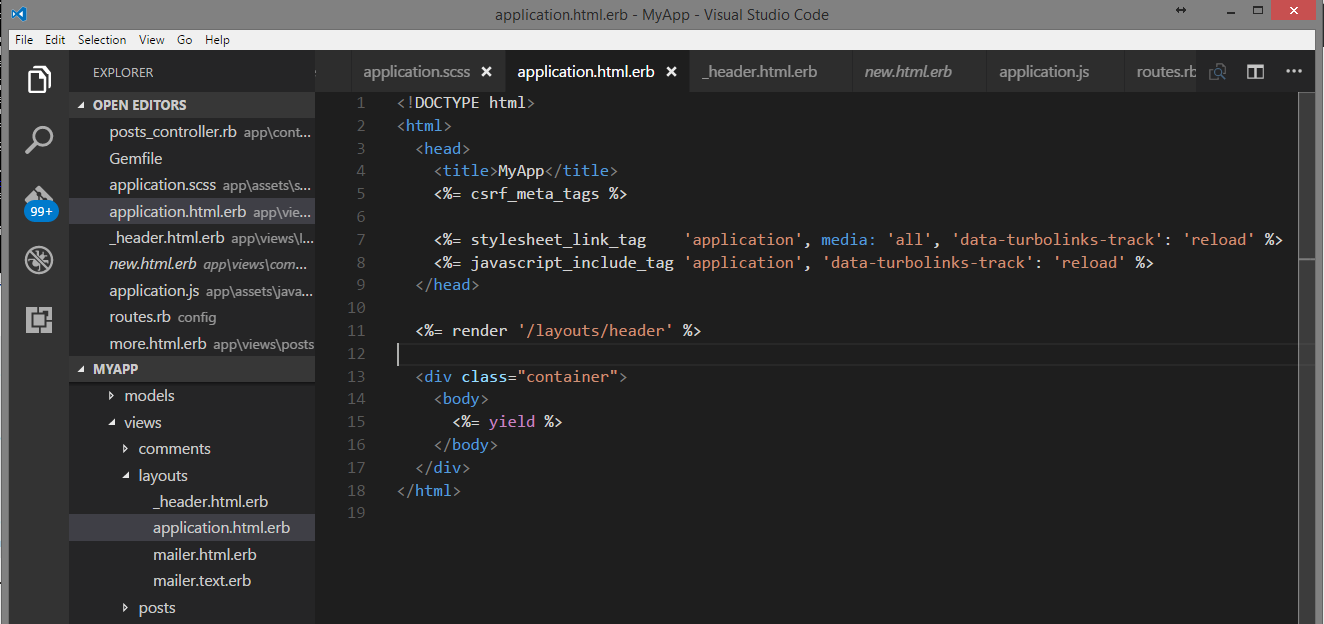 application.html.erb - MyApp - Visual Studio Code
File Edit Selection View Go Help
EXPLORER
application.scss application.html.erb _header.html.erb new.html.erb application.js routes.rb
OPEN EDITORS
posts_controller.rb app\cont...
Gemfile
application.scss app\assets\s...
application.html.erb app\vie...
_header.html.erb app\views\l...
new.html.erb app\views\com...
application.js app\assets\java...
routes.rb config
more.html.erb app\views\posts
99+
MYAPP
models
views
comments
layouts
_header.html.erb
application.html.erb
mailer.html.erb
mailer.text.erb
posts
1 <!DOCTYPE html>
2 <html>
3 <head>
4 <title>MyApp</title>
5 <%= csrf_meta_tags %>
6
7 <%= stylesheet_link_tag    'application', media: 'all', 'data-turbolinks-track': 'reload' %>
8 <%= javascript_include_tag 'application', 'data-turbolinks-track': 'reload' %>
9 </head>
10
11 <%= render '/layouts/header' %>
12
13 <div class="container">
14 <body>
15 <%= yield %>
16 </body>
17 </div>
18 </html>
19